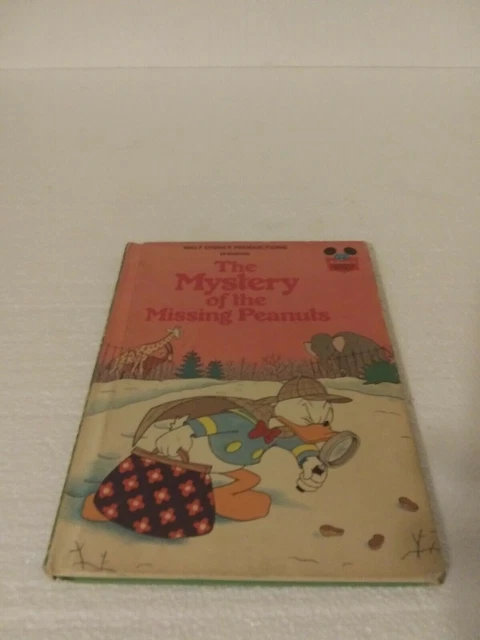 WALT DISNEY PRODUCTIONS
presents
The
Mystery
of the
Missing Peanuts